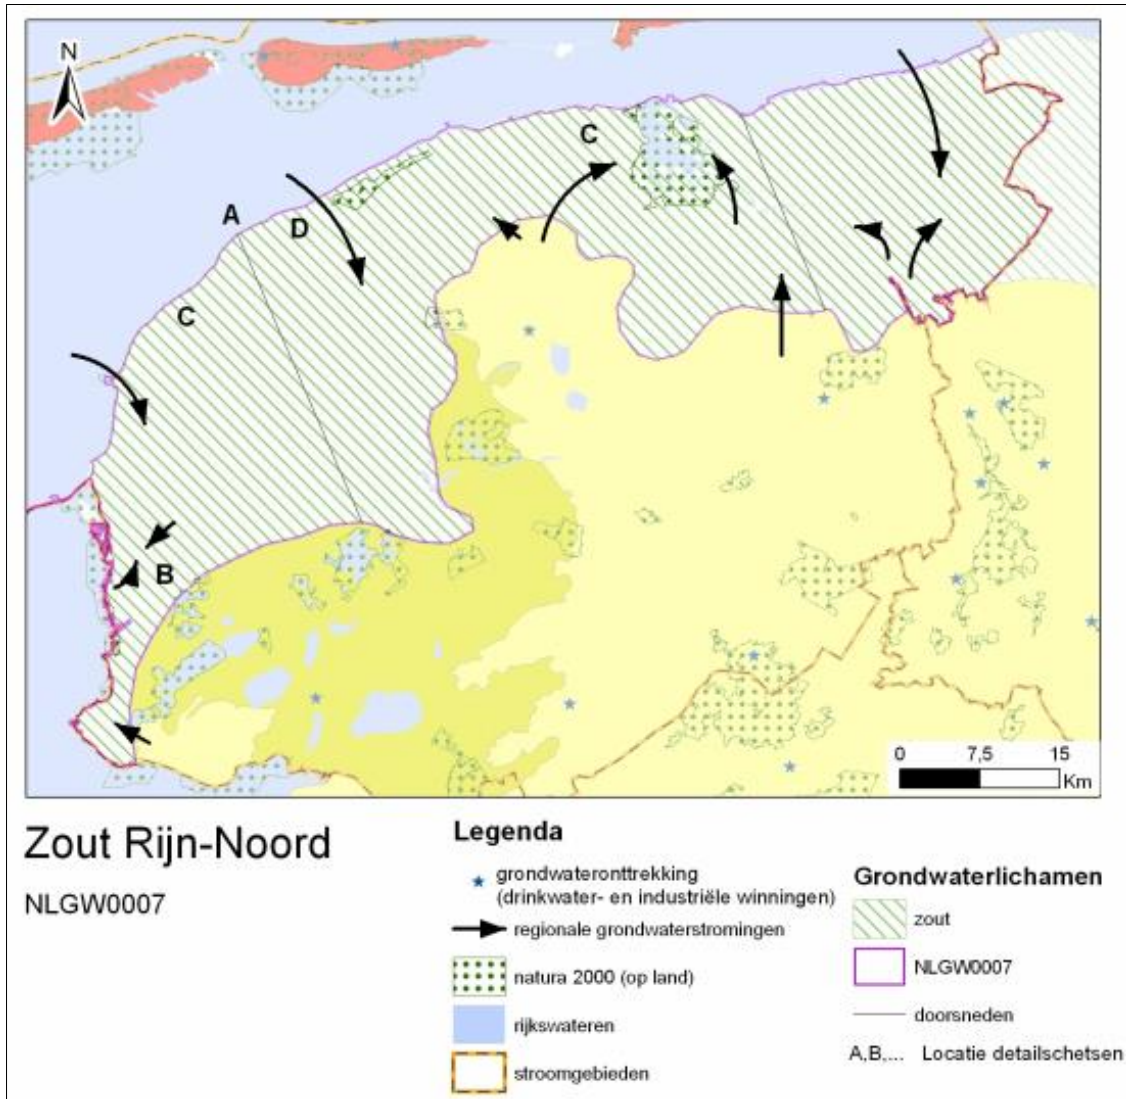 N
C
A
D
C
B
0 7,5 15
Km
Zout Rijn-Noord
NLGW0007
Legenda
grondwateronttrekking
(drinkwater- en industriële winningen)
regionale grondwaterstromingen
natura 2000 (op land)
rijkswateren
stroomgebieden
Grondwaterlichamen
zout
NLGW0007
doorsneden
A,B,... Locatie detailschetsen